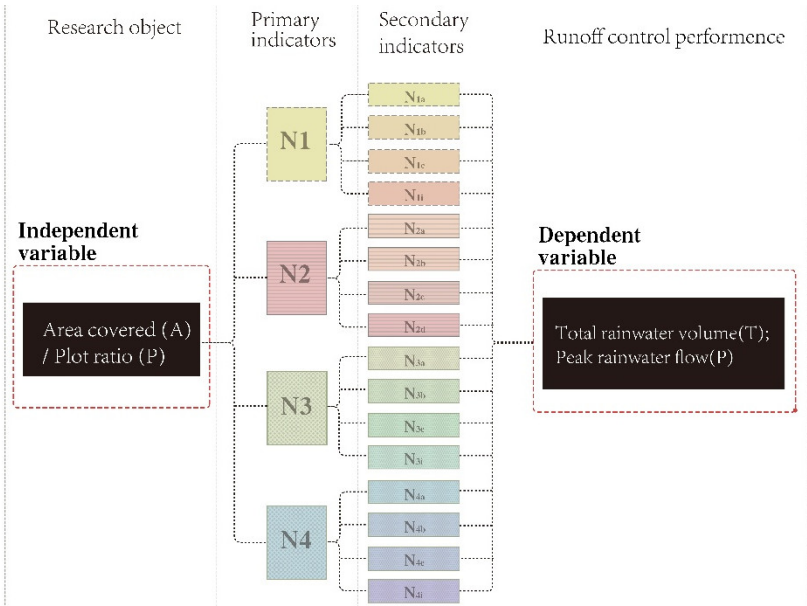 Research object
Primary
indicators
Secondary
indicators
Runoff control performence
Independent
variable
Area covered (A)
/ Plot ratio (P)
N1
N2
N3
N4
N1a
N1b
N1c
N1i
N2a
N2b
N2c
N2d
N3a
N3b
N3c
N3i
N4a
N4b
N4c
N4i
Dependent
variable
Total rainwater volume(T);
Peak rainwater flow(P)